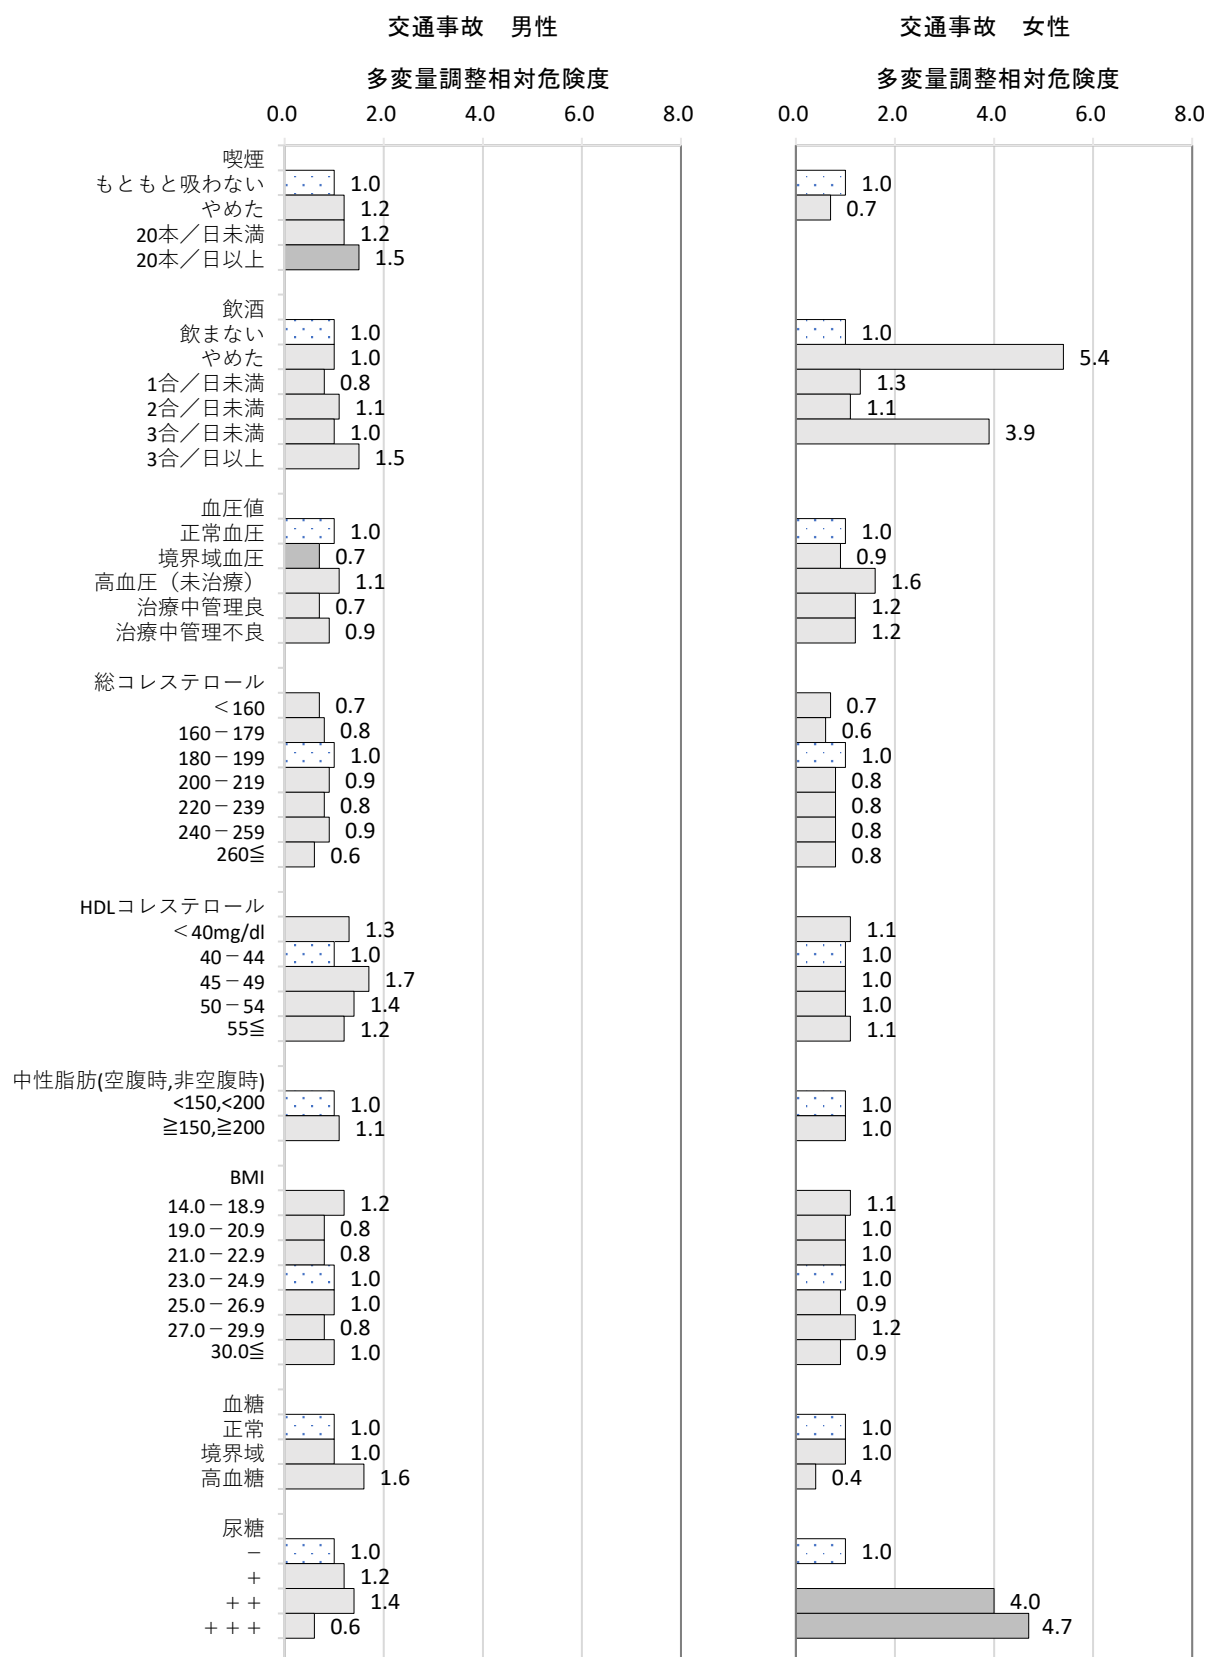 交通事故　男性 交通事故　女性
多変量調整相対危険度 多変量調整相対危険度
0.0 2.0 4.0 6.0 8.0 0.0 2.0 4.0 6.0 8.0
喫煙
もともと吸わない 1.0 1.0
やめた 1.2 0.7
20本／日未満 1.2
20本／日以上 1.5
飲酒
飲まない 1.0 1.0
やめた 1.0 5.4
1合／日未満 0.8 1.3
2合／日未満 1.1 1.1
3合／日未満 1.0 3.9
3合／日以上 1.5
血圧値
正常血圧 1.0 1.0
境界域血圧 0.7 0.9
高血圧（未治療） 1.1 1.6
治療中管理良 0.7 1.2
治療中管理不良 0.9 1.2
総コレステロール
＜160 0.7 0.7
160－179 0.8 0.6
180－199 1.0 1.0
200－219 0.9 0.8
220－239 0.8 0.8
240－259 0.9 0.8
260≦ 0.6 0.8
HDLコレステロール
＜40mg/dl 1.3 1.1
40－44 1.0 1.0
45－49 1.7 1.0
50－54 1.4 1.0
55≦ 1.2 1.1
中性脂肪(空腹時,非空腹時)
<150,<200 1.0 1.0
≧150,≧200 1.1 1.0
BMI
14.0－18.9 1.2 1.1
19.0－20.9 0.8 1.0
21.0－22.9 0.8 1.0
23.0－24.9 1.0 1.0
25.0－26.9 1.0 0.9
27.0－29.9 0.8 1.2
30.0≦ 1.0 0.9
血糖
正常 1.0 1.0
境界域 1.0 1.0
高血糖 1.6 0.4
尿糖
－ 1.0 1.0
＋ 1.2
＋＋ 1.4 4.0
＋＋＋ 0.6 4.7